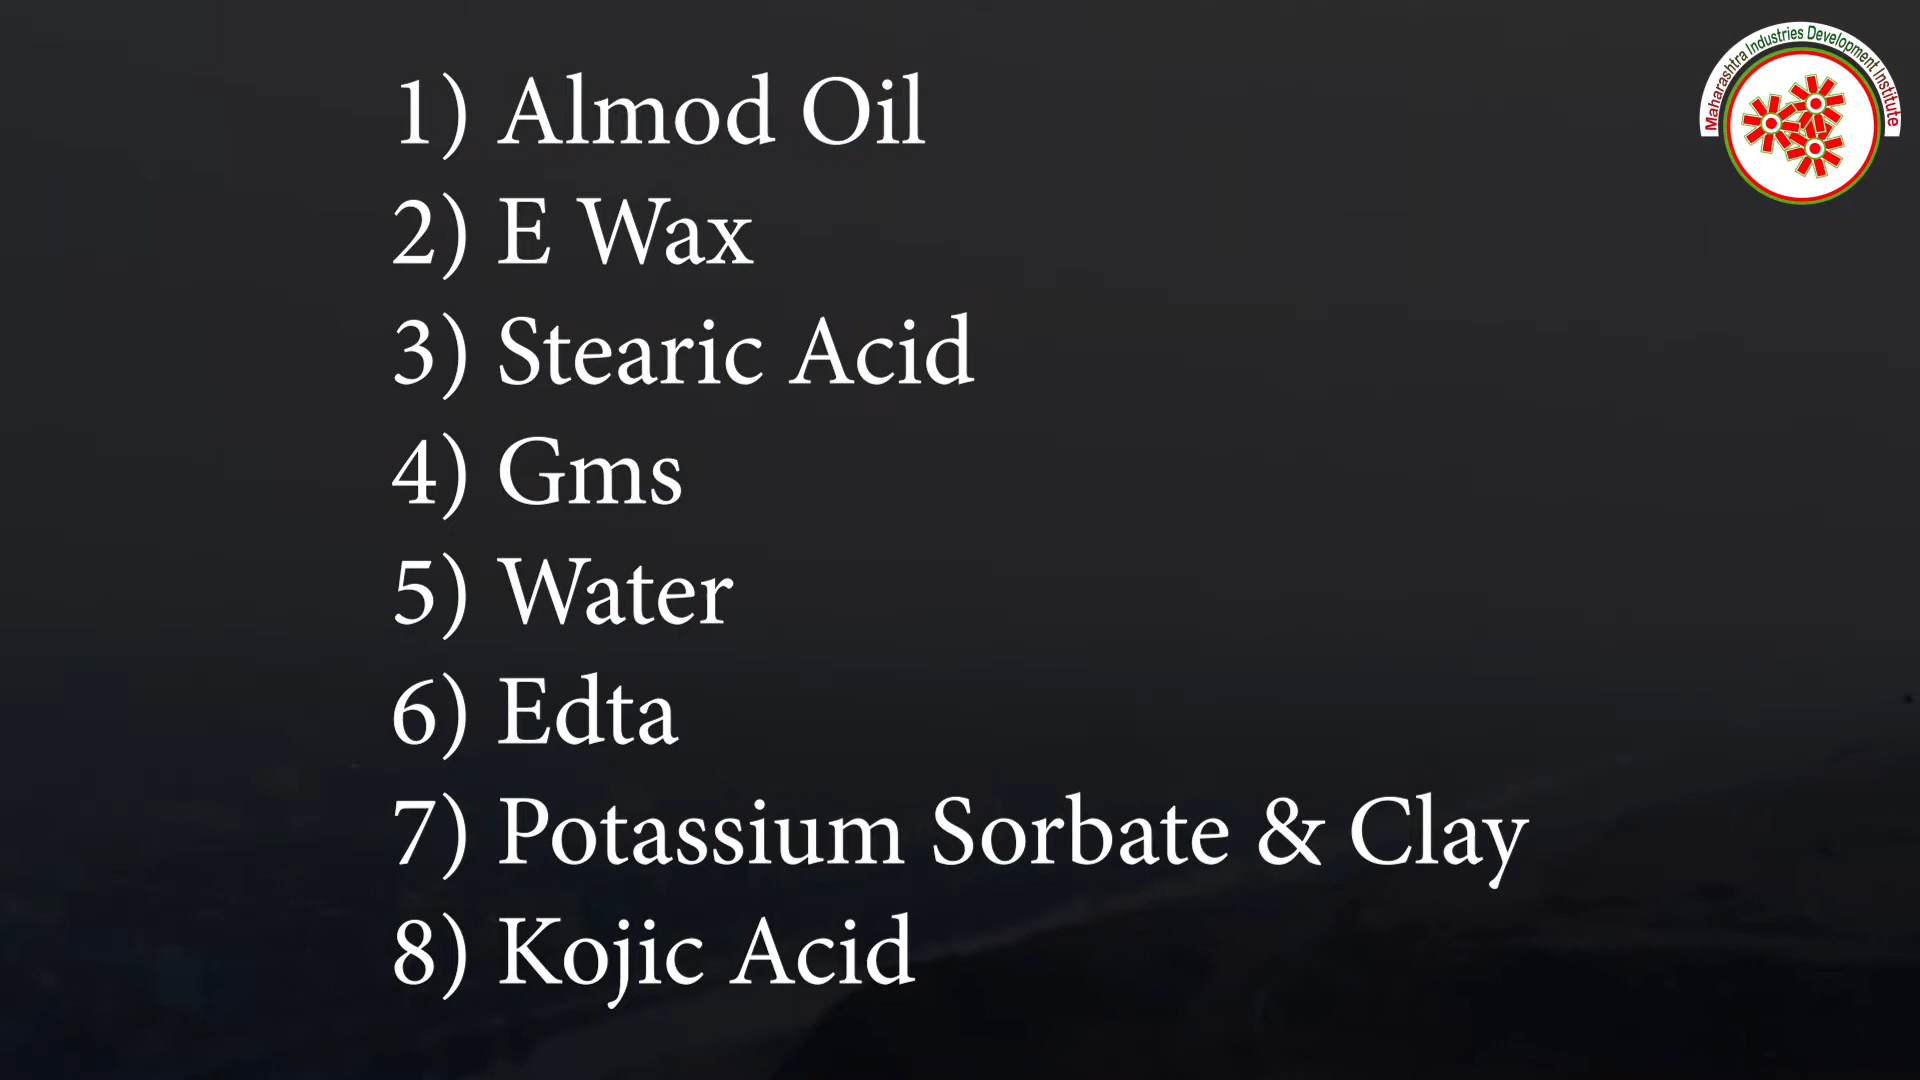 Maharashtra Industries Development Institute
1) Almod Oil
2) E Wax
3) Stearic Acid
4) Gms
5) Water
6) Edta
7) Potassium Sorbate & Clay
8) Kojic Acid